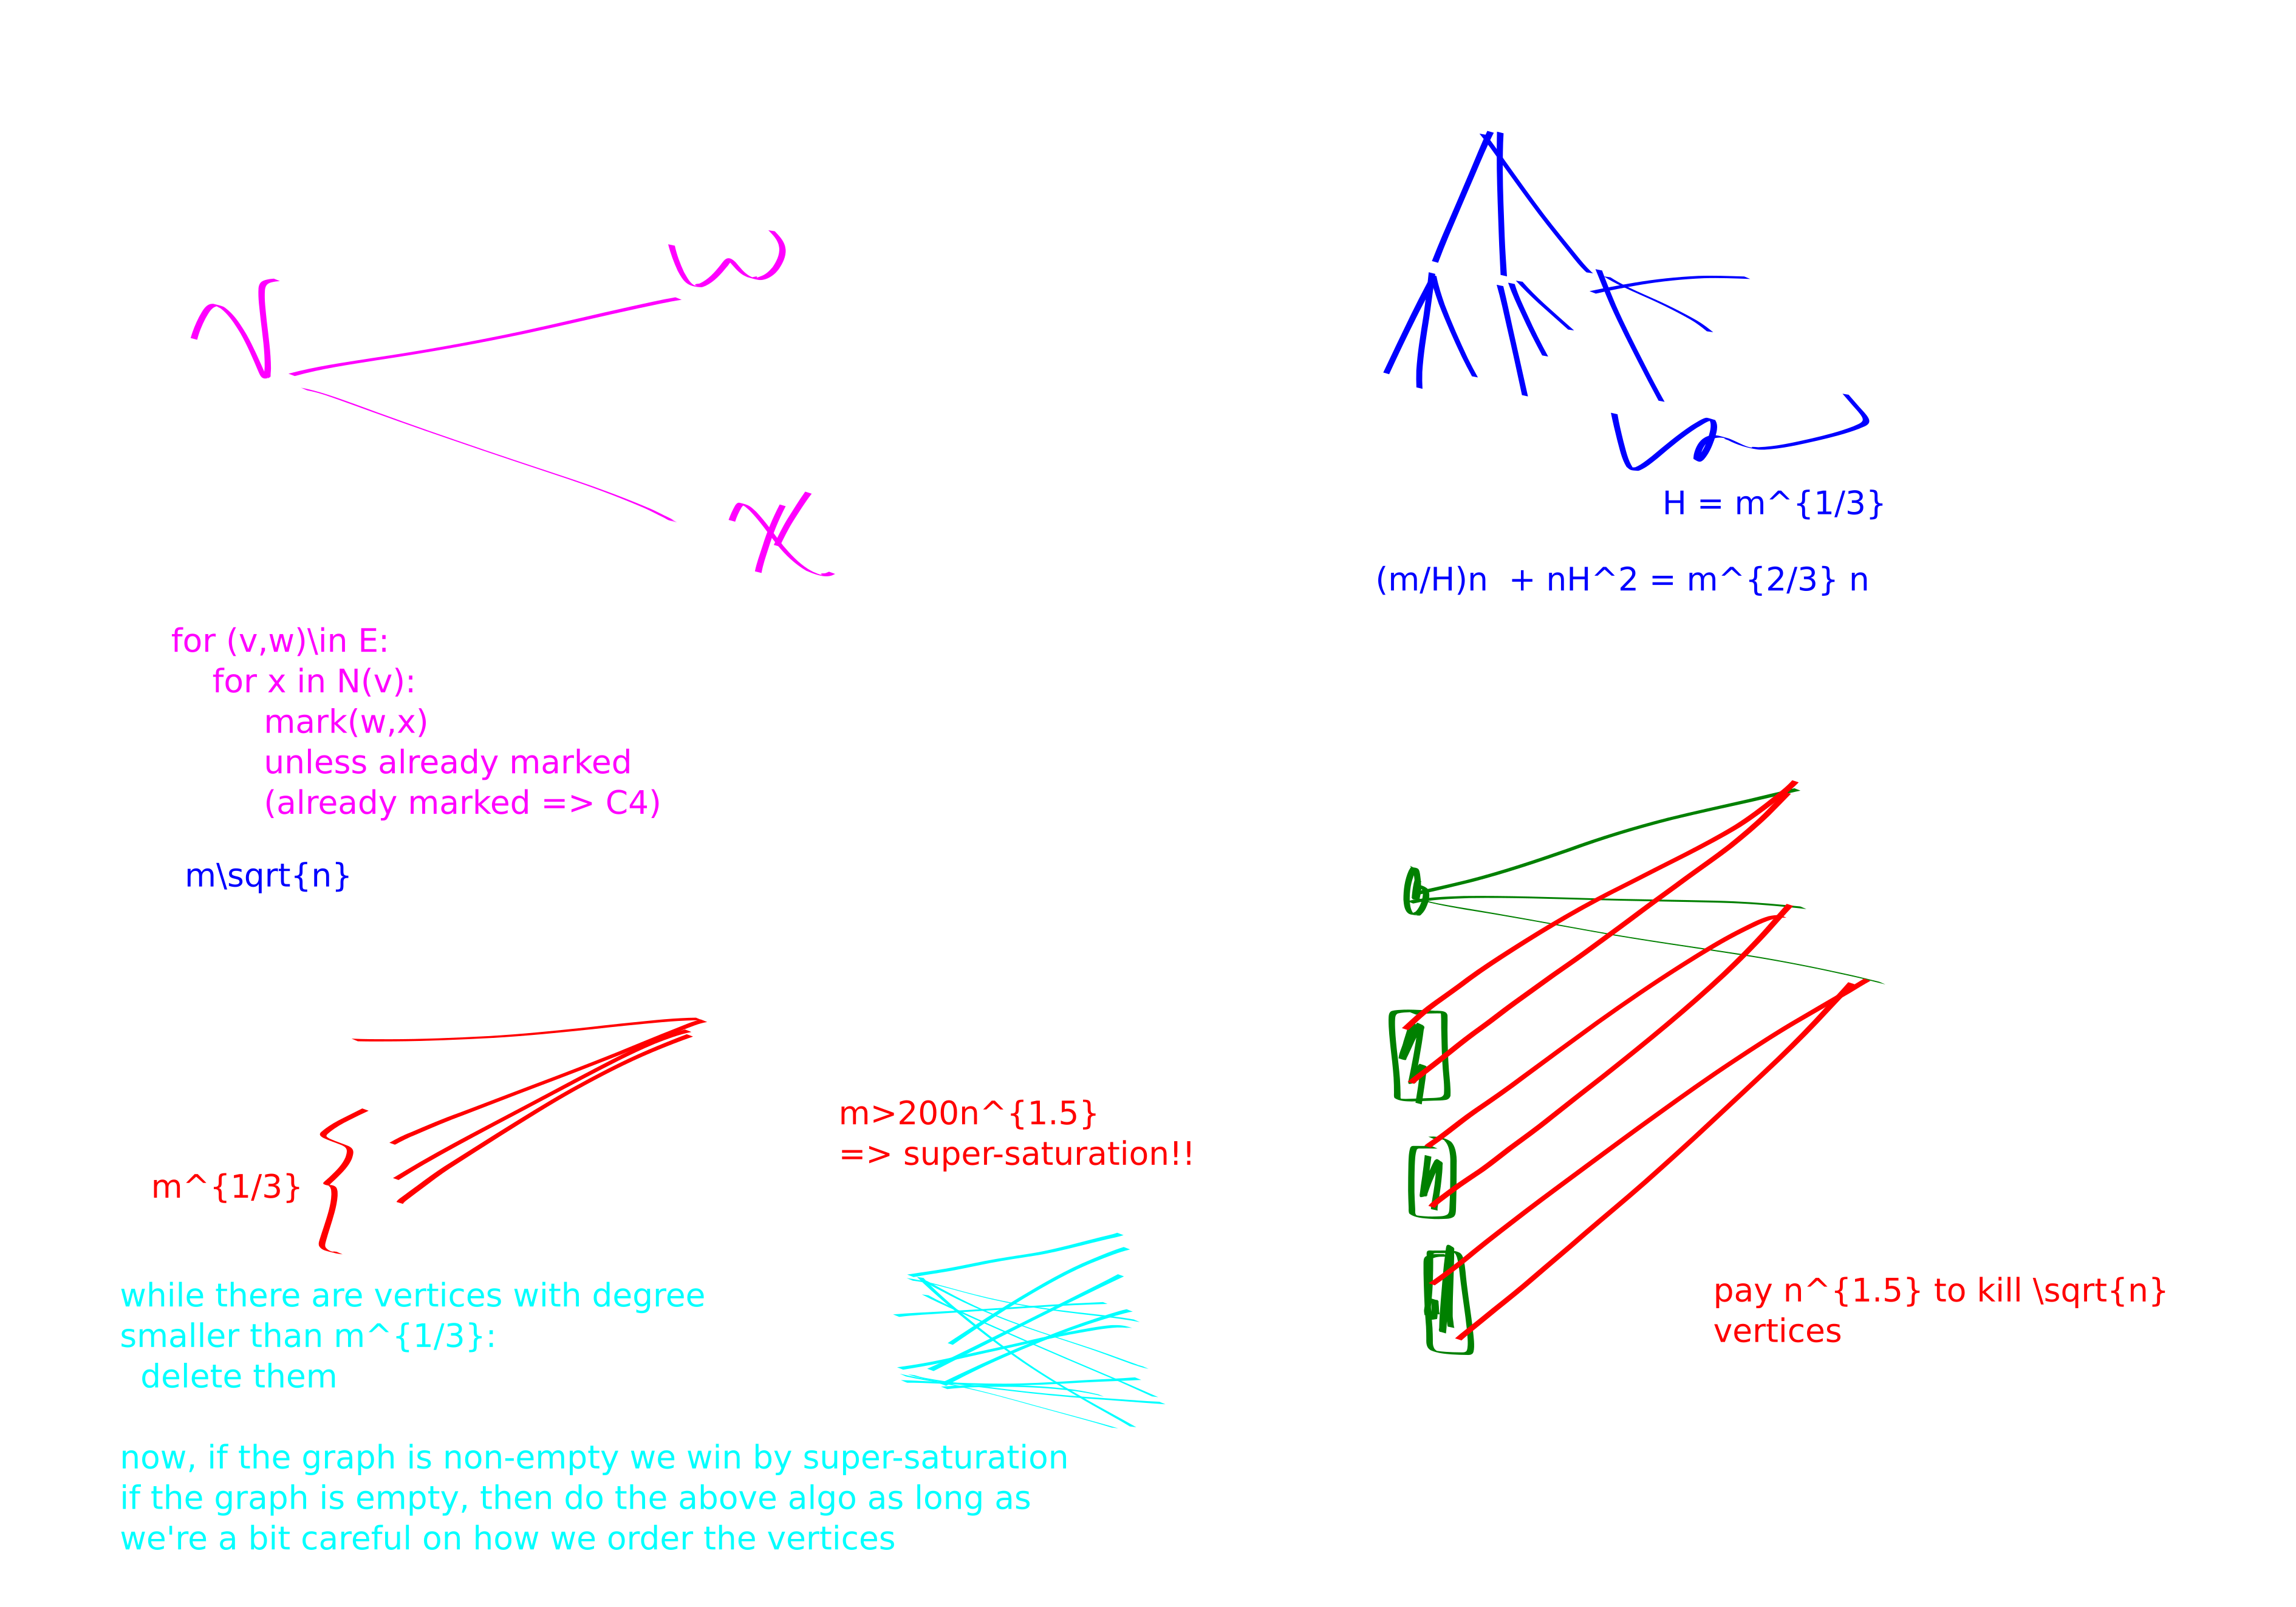 v
w
x
for (v,w)\in E:
for x in N(v):
mark(w,x)
unless already marked
(already marked => C4)
m\sqrt{n}
H = m^{1/3}
(m/H)n + nH^2 = m^{2/3} n
m^{1/3}
m>200n^{1.5}
=> super-saturation!!
pay n^{1.5} to kill \sqrt{n}
vertices
while there are vertices with degree
smaller than m^{1/3}:
delete them
now, if the graph is non-empty we win by super-saturation
if the graph is empty, then do the above algo as long as
we're a bit careful on how we order the vertices